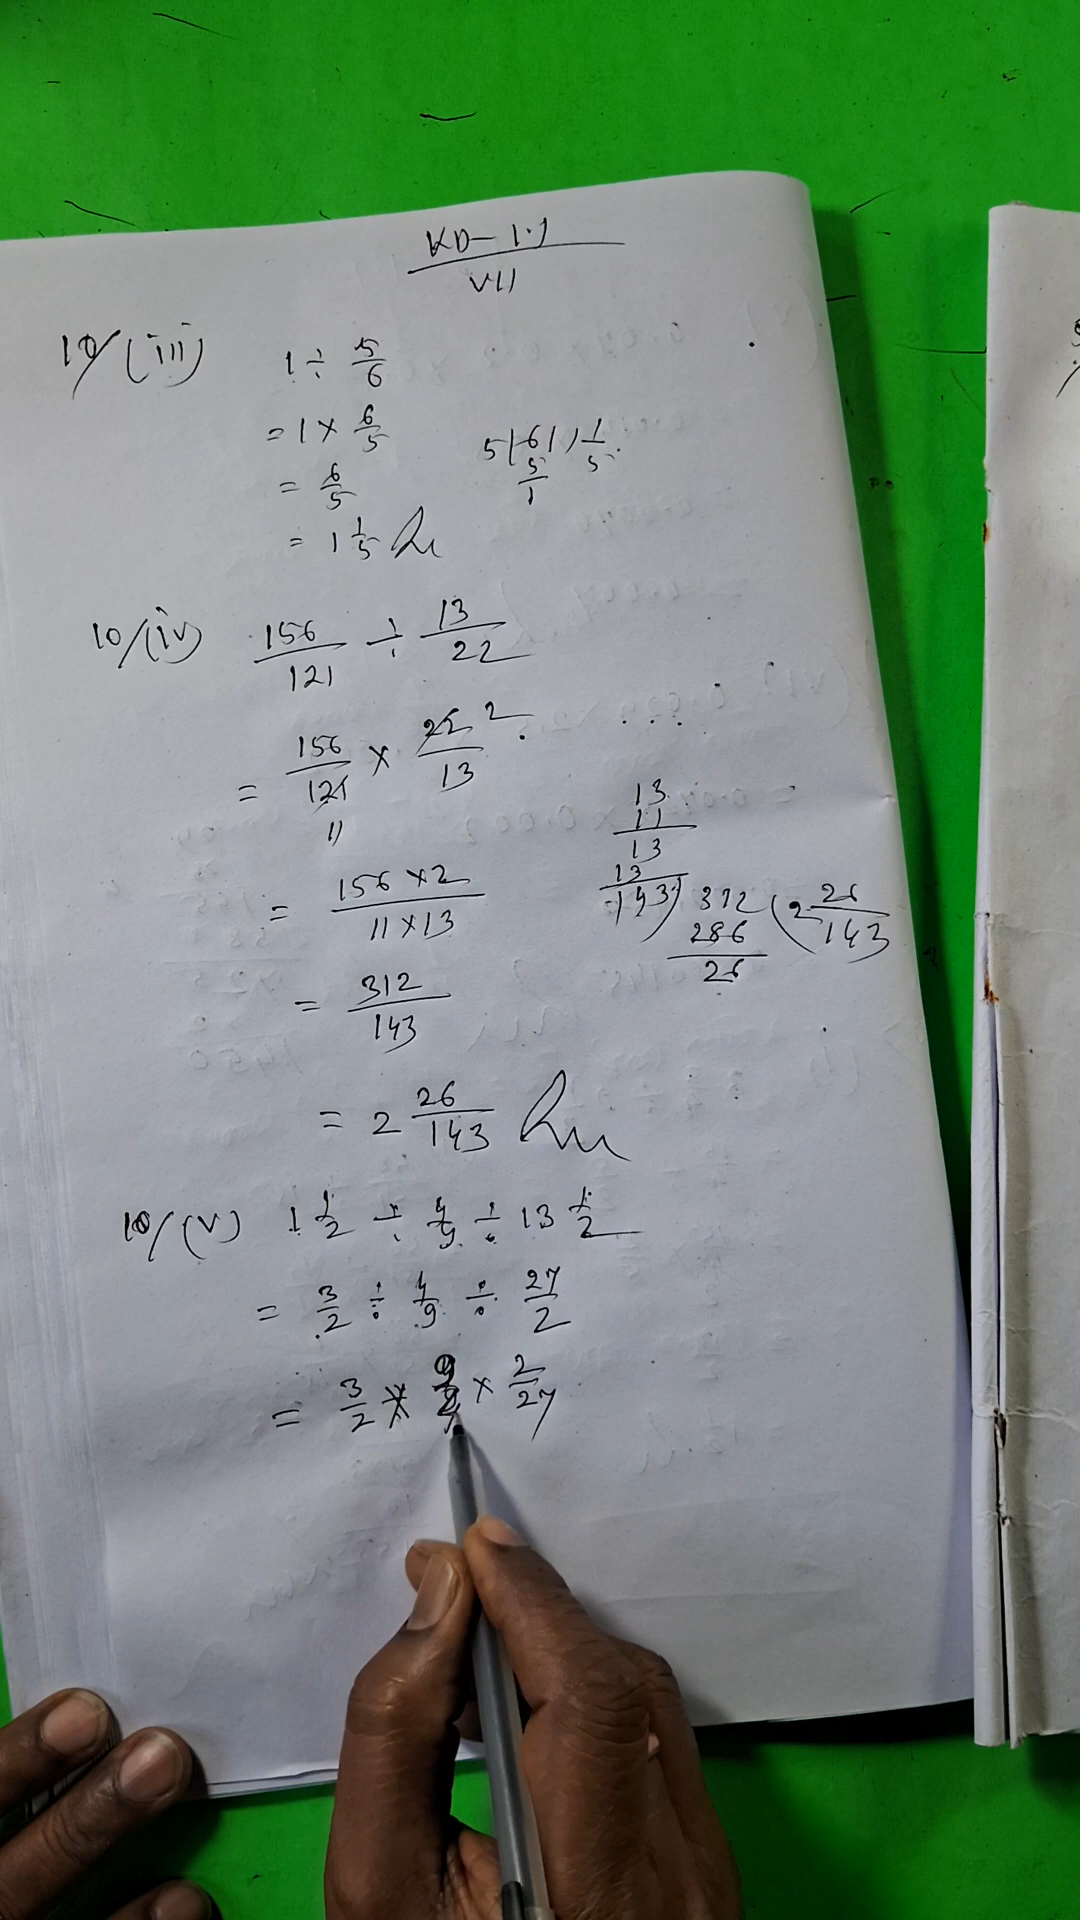 KD - 1.1
VII
10/(iii) 1 ÷ 5/6
= 1 × 6/5
= 6/5
5)6(1 1/5
5
1
= 1 1/5
10/(iv) 156/121 ÷ 13/22
= 156/121 × 22/13
2
11
= 156 × 2 / 11 × 13
13
11
13
13
143)312(2 26/143
286
26
= 312/143
= 2 26/143
10/(v) 1 1/2 ÷ 4/9 ÷ 13 1/2
= 3/2 ÷ 4/9 ÷ 27/2
= 3/2 × 9/4 × 2/27